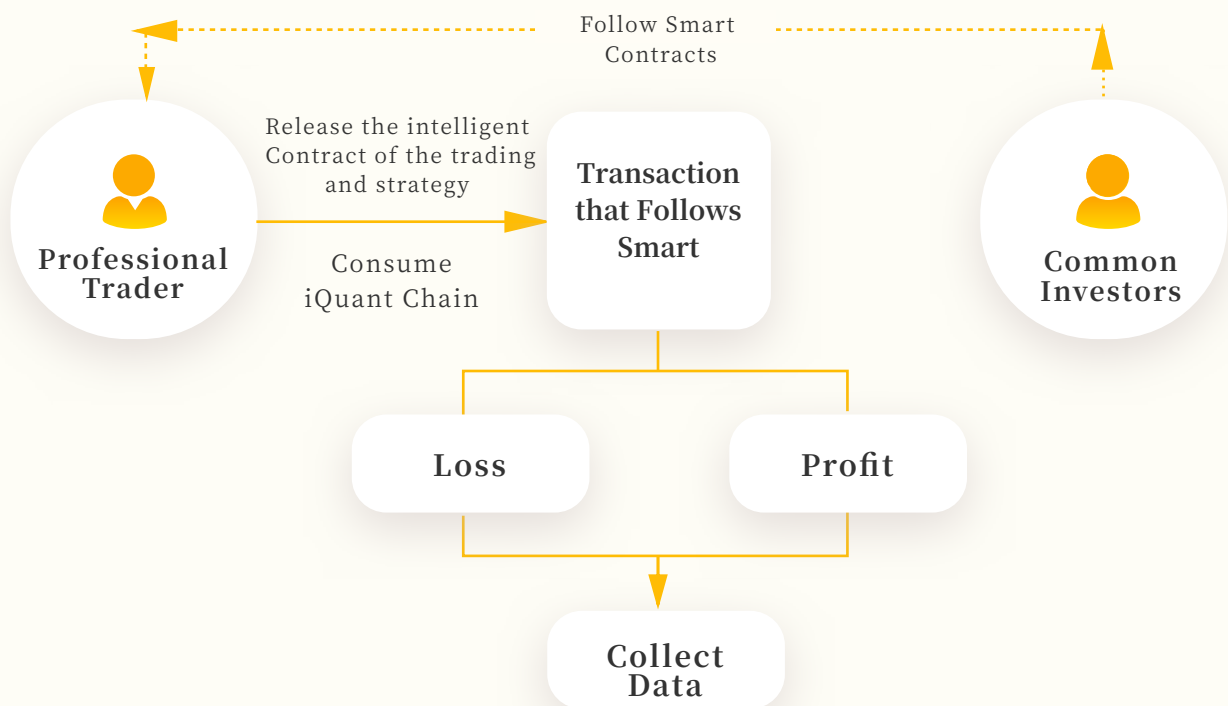 Follow Smart
Contracts
Release the intelligent
Contract of the trading
and strategy
Consume
iQuant Chain
Professional
Trader
Transaction
that Follows
Smart
Common
Investors
Loss
Profit
Collect
Data